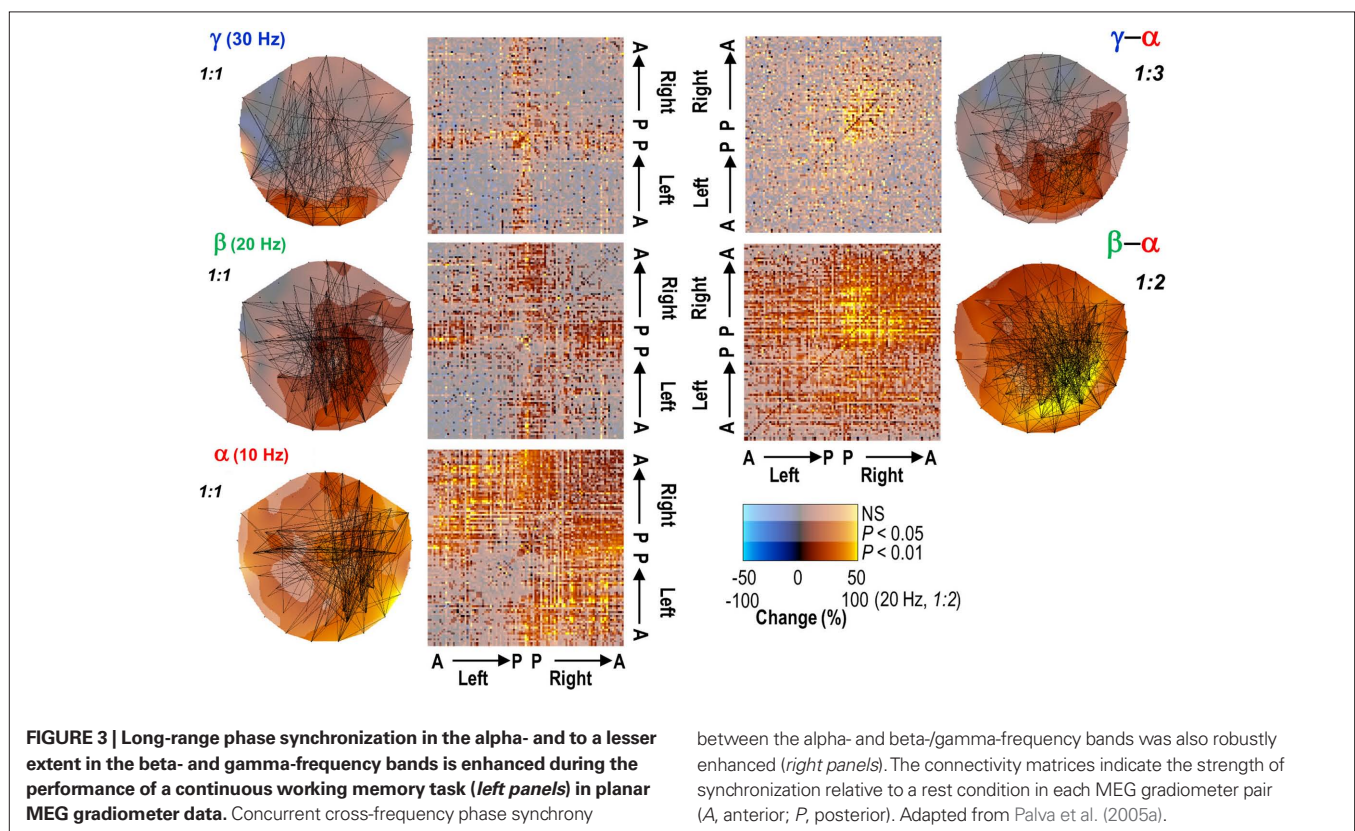 γ (30 Hz)
1:1
A
Right
P
P
Left
A
A
Right
P
P
Left
A
γ–α
1:3
β (20 Hz)
1:1
A
Right
P
P
Left
A
A
Right
P
P
Left
A
β–α
1:2
α (10 Hz)
1:1
A
Right
P
P
Left
A
A P P A
Left Right
A P P A
Left Right
NS
P < 0.05
P < 0.01
-50 0 50
-100 100 (20 Hz, 1:2)
Change (%)
FIGURE 3 | Long-range phase synchronization in the alpha- and to a lesser
extent in the beta- and gamma-frequency bands is enhanced during the
performance of a continuous working memory task (left panels) in planar
MEG gradiometer data. Concurrent cross-frequency phase synchrony
between the alpha- and beta-/gamma-frequency bands was also robustly
enhanced (right panels). The connectivity matrices indicate the strength of
synchronization relative to a rest condition in each MEG gradiometer pair
(A, anterior; P, posterior). Adapted from Palva et al. (2005a).